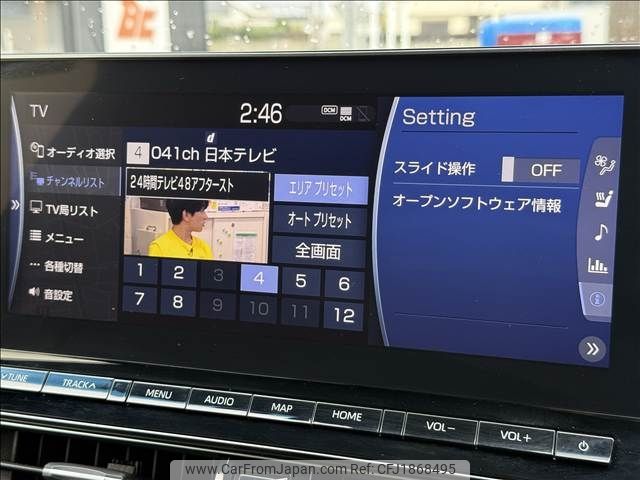 BC
TV
2:46
DCM
DCM
d
オーディオ選択
4 041ch 日本テレビ
チャンネルリスト
24時間テレビ48アフタースト
エリア プリセット
TV局リスト
オート プリセット
メニュー
全画面
各種切替
1 2 3 4 5 6
音設定
7 8 9 10 11 12
Setting
スライド操作 OFF
オープンソフトウェア情報
TUNE TRACK MENU AUDIO MAP HOME VOL− VOL+
www.CarFromJapan.com - CFJ1868495